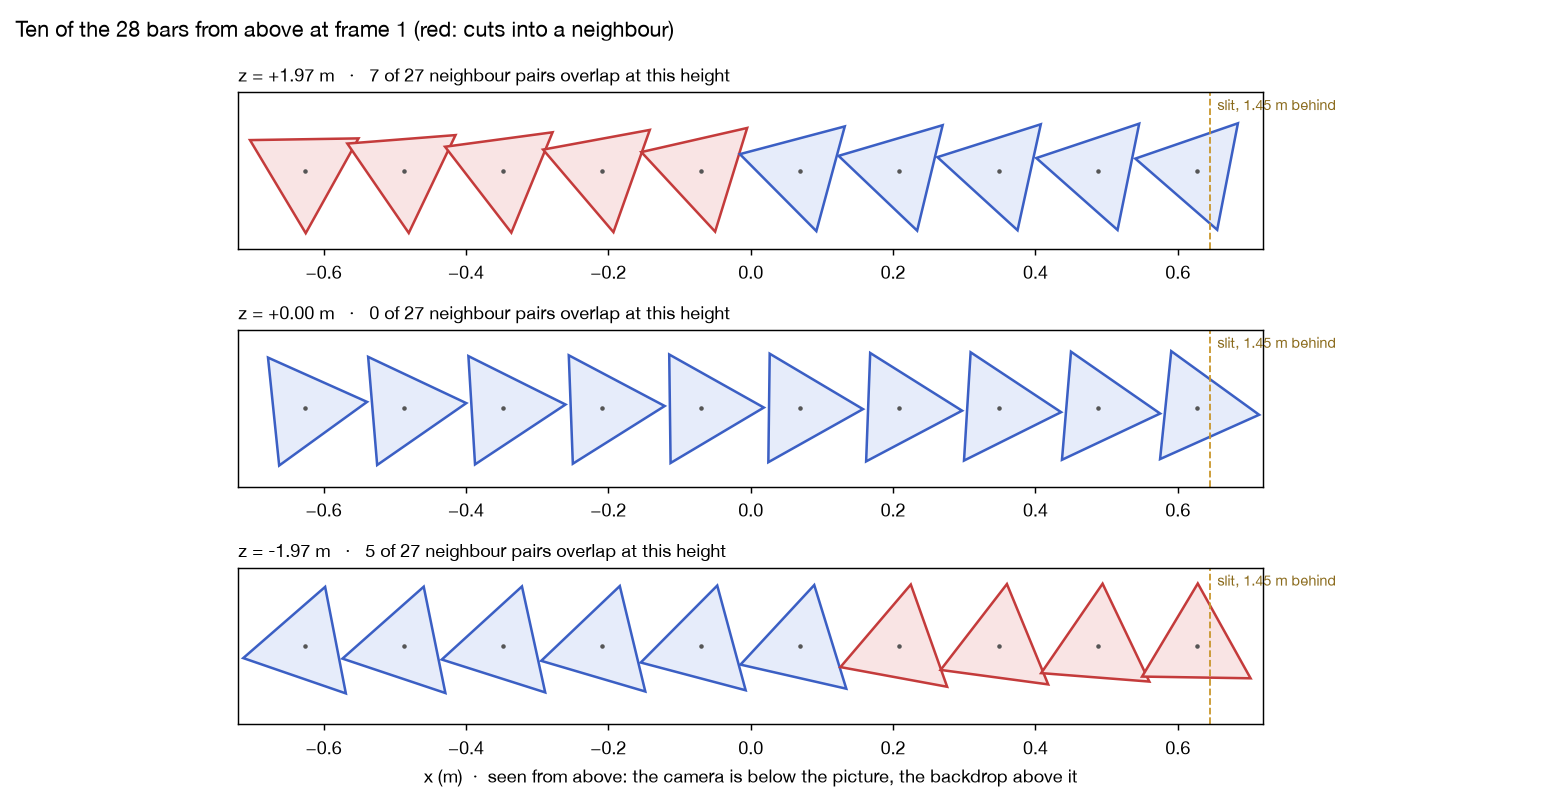 Ten of the 28 bars from above at frame 1 (red: cuts into a neighbour)
z = +1.97 m · 7 of 27 neighbour pairs overlap at this height
slit, 1.45 m behind
−0.6 −0.4 −0.2 0.0 0.2 0.4 0.6
z = +0.00 m · 0 of 27 neighbour pairs overlap at this height
slit, 1.45 m behind
−0.6 −0.4 −0.2 0.0 0.2 0.4 0.6
z = -1.97 m · 5 of 27 neighbour pairs overlap at this height
slit, 1.45 m behind
−0.6 −0.4 −0.2 0.0 0.2 0.4 0.6
x (m) · seen from above: the camera is below the picture, the backdrop above it